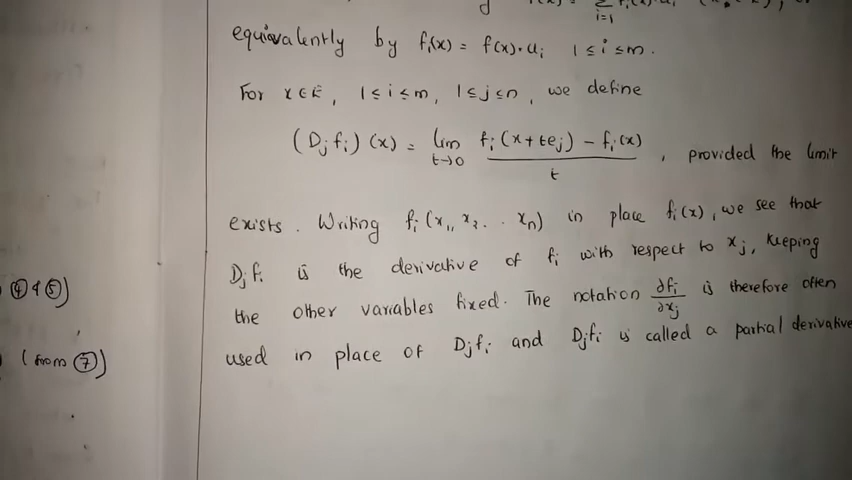 equivalently by fᵢ(x) = f(x)·uᵢ 1 ≤ i ≤ m.
For x ∈ E, 1 ≤ i ≤ m, 1 ≤ j ≤ n, we define
(Dⱼ fᵢ)(x) = lim t→0 fᵢ(x + teⱼ) − fᵢ(x) / t , provided the limit
exists. Writing fᵢ(x₁, x₂ . . xₙ) in place fᵢ(x), we see that
Dⱼfᵢ is the derivative of fᵢ with respect to xⱼ, keeping
the other variables fixed. The notation ∂fᵢ/∂xⱼ is therefore often
used in place of Dⱼfᵢ and Dⱼfᵢ is called a partial derivative
④ & ⑤)
(from ⑦)